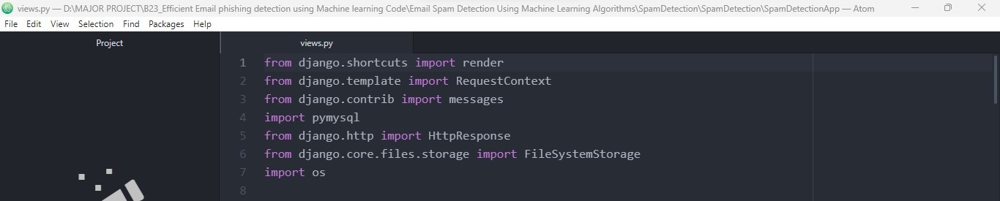 views.py — D:\MAJOR PROJECT\B23_Efficient Email phishing detection using Machine learning Code\Email Spam Detection Using Machine Learning Algorithms\SpamDetection\SpamDetection\SpamDetectionApp — Atom
File Edit View Selection Find Packages Help
Project
views.py
1 from django.shortcuts import render
2 from django.template import RequestContext
3 from django.contrib import messages
4 import pymysql
5 from django.http import HttpResponse
6 from django.core.files.storage import FileSystemStorage
7 import os
8